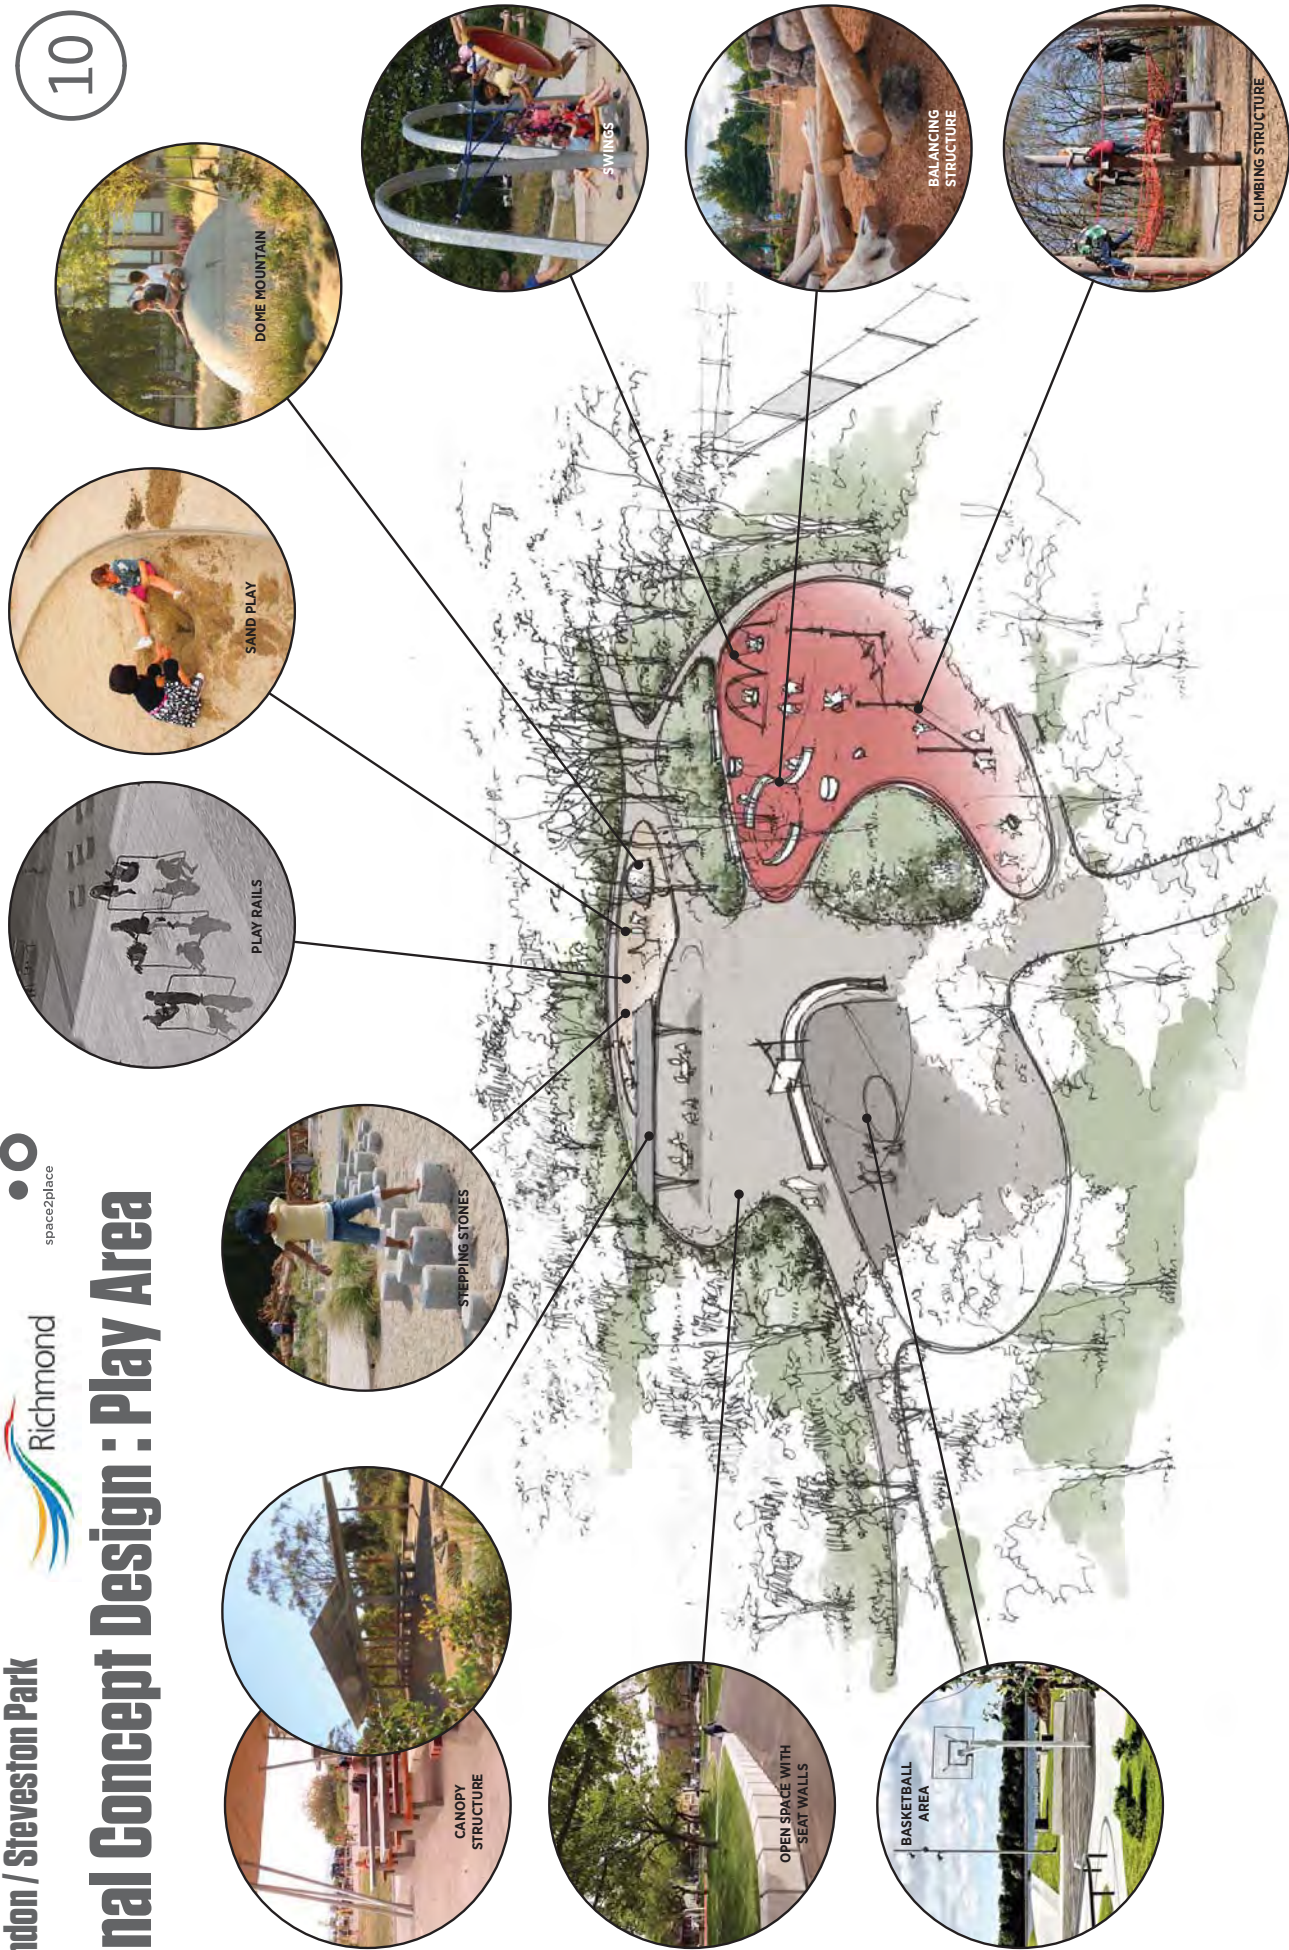 ndon / Steveston Park
Richmond
space2place
10
nal Concept Design : Play Area
CANOPY
STRUCTURE
STEPPING STONES
PLAY RAILS
SAND PLAY
DOME MOUNTAIN
SWINGS
OPEN SPACE WITH
SEAT WALLS
BALANCING
STRUCTURE
BASKETBALL
AREA
CLIMBING STRUCTURE